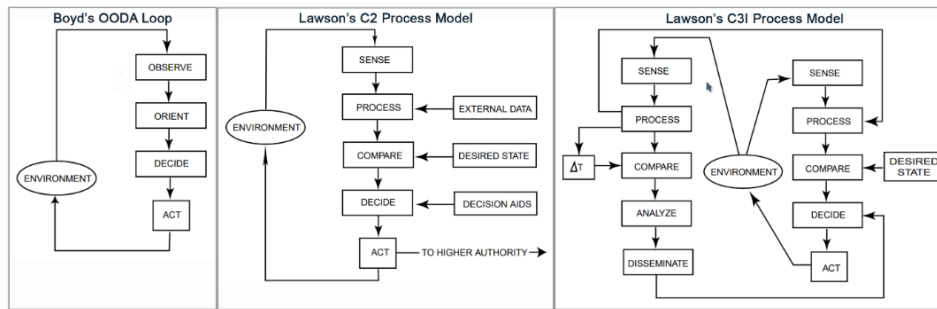 Boyd's OODA Loop
OBSERVE
ORIENT
DECIDE
ENVIRONMENT
ACT
Lawson's C2 Process Model
SENSE
PROCESS
EXTERNAL DATA
ENVIRONMENT
COMPARE
DESIRED STATE
DECIDE
DECISION AIDS
ACT
TO HIGHER AUTHORITY
Lawson's C3I Process Model
SENSE
PROCESS
ΔT
COMPARE
ANALYZE
DISSEMINATE
ENVIRONMENT
SENSE
PROCESS
COMPARE
DESIRED
STATE
DECIDE
ACT